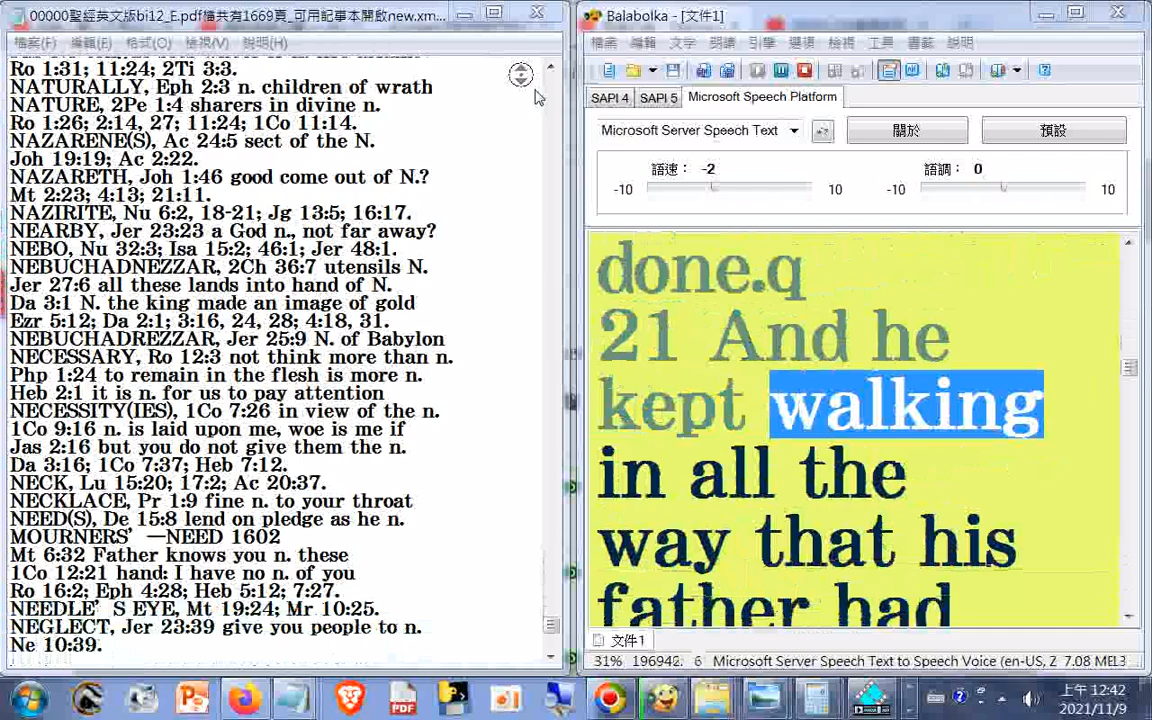 00000聖經英文版bi12_E.pdf檔共有1669頁_可用記事本開啟new.xm...
檔案(F) 編輯(E) 格式(O) 檢視(V) 說明(H)
Ro 1:31; 11:24; 2Ti 3:3.
NATURALLY, Eph 2:3 n. children of wrath
NATURE, 2Pe 1:4 sharers in divine n.
Ro 1:26; 2:14, 27; 11:24; 1Co 11:14.
NAZARENE(S), Ac 24:5 sect of the N.
Joh 19:19; Ac 2:22.
NAZARETH, Joh 1:46 good come out of N.?
Mt 2:23; 4:13; 21:11.
NAZIRITE, Nu 6:2, 18-21; Jg 13:5; 16:17.
NEARBY, Jer 23:23 a God n., not far away?
NEBO, Nu 32:3; Isa 15:2; 46:1; Jer 48:1.
NEBUCHADNEZZAR, 2Ch 36:7 utensils N.
Jer 27:6 all these lands into hand of N.
Da 3:1 N. the king made an image of gold
Ezr 5:12; Da 2:1; 3:16, 24, 28; 4:18, 31.
NEBUCHADREZZAR, Jer 25:9 N. of Babylon
NECESSARY, Ro 12:3 not think more than n.
Php 1:24 to remain in the flesh is more n.
Heb 2:1 it is n. for us to pay attention
NECESSITY(IES), 1Co 7:26 in view of the n.
1Co 9:16 n. is laid upon me, woe is me if
Jas 2:16 but you do not give them the n.
Da 3:16; 1Co 7:37; Heb 7:12.
NECK, Lu 15:20; 17:2; Ac 20:37.
NECKLACE, Pr 1:9 fine n. to your throat
NEED(S), De 15:8 lend on pledge as he n.
MOURNERS’ —NEED 1602
Mt 6:32 Father knows you n. these
1Co 12:21 hand: I have no n. of you
Ro 16:2; Eph 4:28; Heb 5:12; 7:27.
NEEDLE’ S EYE, Mt 19:24; Mr 10:25.
NEGLECT, Jer 23:39 give you people to n.
Ne 10:39.
Balabolka - [文件1]
檔案 編輯 文字 朗讀 引擎 選項 檢視 工具 書籤 說明
SAPI 4 SAPI 5 Microsoft Speech Platform
Microsoft Server Speech Text 關於 預設
語速： -2 語調： 0
-10 10 -10 10
done.q
21 And he
kept walking
in all the
way that his
father had
文件1
31% 196942. 6 Microsoft Server Speech Text to Speech Voice (en-US, Z 7.08 MEL3
上午 12:42
2021/11/9